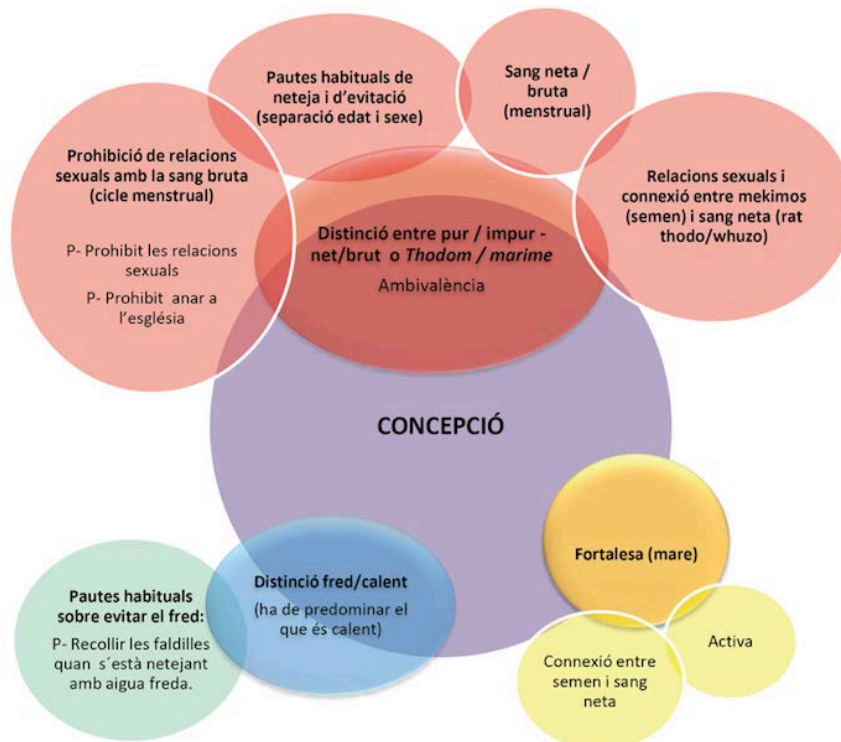 Pautes habituals de
neteja i d'evitació
(separació edat i sexe)
Sang neta /
bruta
(menstrual)
Prohibició de relacions
sexuals amb la sang bruta
(cicle menstrual)
P- Prohibit les relacions
sexuals
P- Prohibit anar a
l'església
Relacions sexuals i
connexió entre mekimos
(semen) i sang neta (rat
thodo/whuzo)
Distinció entre pur / impur -
net/brut o Thodom / marime
Ambivalència
CONCEPCIÓ
Fortalesa (mare)
Distinció fred/calent
(ha de predominar el
que és calent)
Pautes habituals
sobre evitar el fred:
P- Recollir les faldilles
quan s´està netejant
amb aigua freda.
Connexió entre
semen i sang
neta
Activa